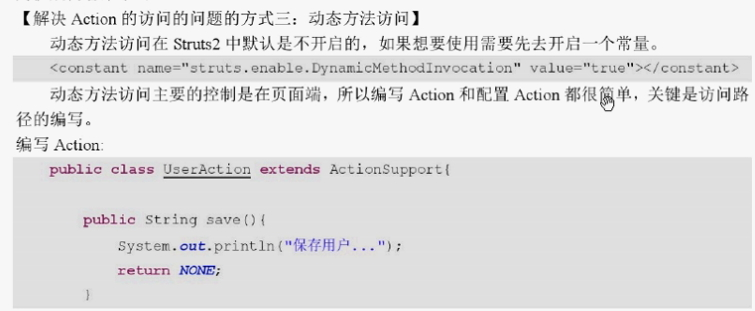 【解决 Action 的访问的问题的方式三：动态方法访问】
动态方法访问在 Struts2 中默认是不开启的，如果想要使用需要先去开启一个常量。
<constant name="struts.enable.DynamicMethodInvocation" value="true"></constant>
动态方法访问主要的控制是在页面端，所以编写 Action 和配置 Action 都很简单，关键是访问路
径的编写。
编写 Action:
public class UserAction extends ActionSupport{
public String save(){
System.out.println("保存用户...");
return NONE;
}